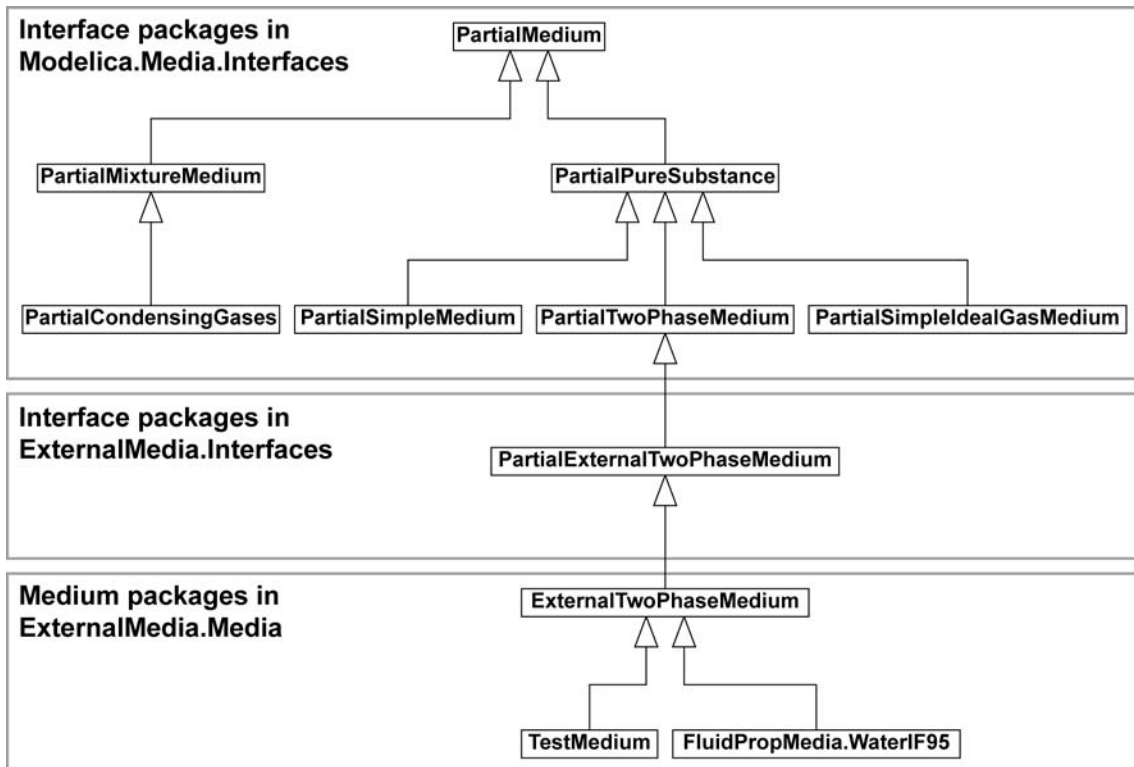 Interface packages in
Modelica.Media.Interfaces
PartialMedium
PartialMixtureMedium
PartialPureSubstance
PartialCondensingGases
PartialSimpleMedium
PartialTwoPhaseMedium
PartialSimpleIdealGasMedium
Interface packages in
ExternalMedia.Interfaces
PartialExternalTwoPhaseMedium
Medium packages in
ExternalMedia.Media
ExternalTwoPhaseMedium
TestMedium
FluidPropMedia.WaterIF95